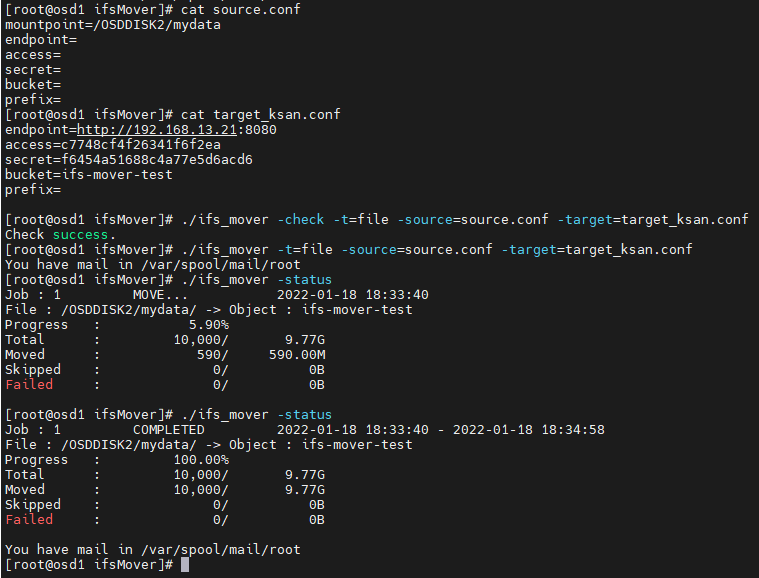 [root@osd1 ifsMover]# cat source.conf
mountpoint=/OSDDISK2/mydata
endpoint=
access=
secret=
bucket=
prefix=
[root@osd1 ifsMover]# cat target_ksan.conf
endpoint=http://192.168.13.21:8080
access=c7748cf4f26341f6f2ea
secret=f6454a51688c4a77e5d6acd6
bucket=ifs-mover-test
prefix=
[root@osd1 ifsMover]# ./ifs_mover -check -t=file -source=source.conf -target=target_ksan.conf
Check success.
[root@osd1 ifsMover]# ./ifs_mover -t=file -source=source.conf -target=target_ksan.conf
You have mail in /var/spool/mail/root
[root@osd1 ifsMover]# ./ifs_mover -status
Job : 1         MOVE...           2022-01-18 18:33:40
File : /OSDDISK2/mydata/ -> Object : ifs-mover-test
Progress   :           5.90%
Total      :         10,000/       9.77G
Moved      :            590/     590.00M
Skipped    :              0/          0B
Failed     :              0/          0B
[root@osd1 ifsMover]# ./ifs_mover -status
Job : 1         COMPLETED         2022-01-18 18:33:40 - 2022-01-18 18:34:58
File : /OSDDISK2/mydata/ -> Object : ifs-mover-test
Progress   :         100.00%
Total      :         10,000/       9.77G
Moved      :         10,000/       9.77G
Skipped    :              0/          0B
Failed     :              0/          0B
You have mail in /var/spool/mail/root
[root@osd1 ifsMover]#